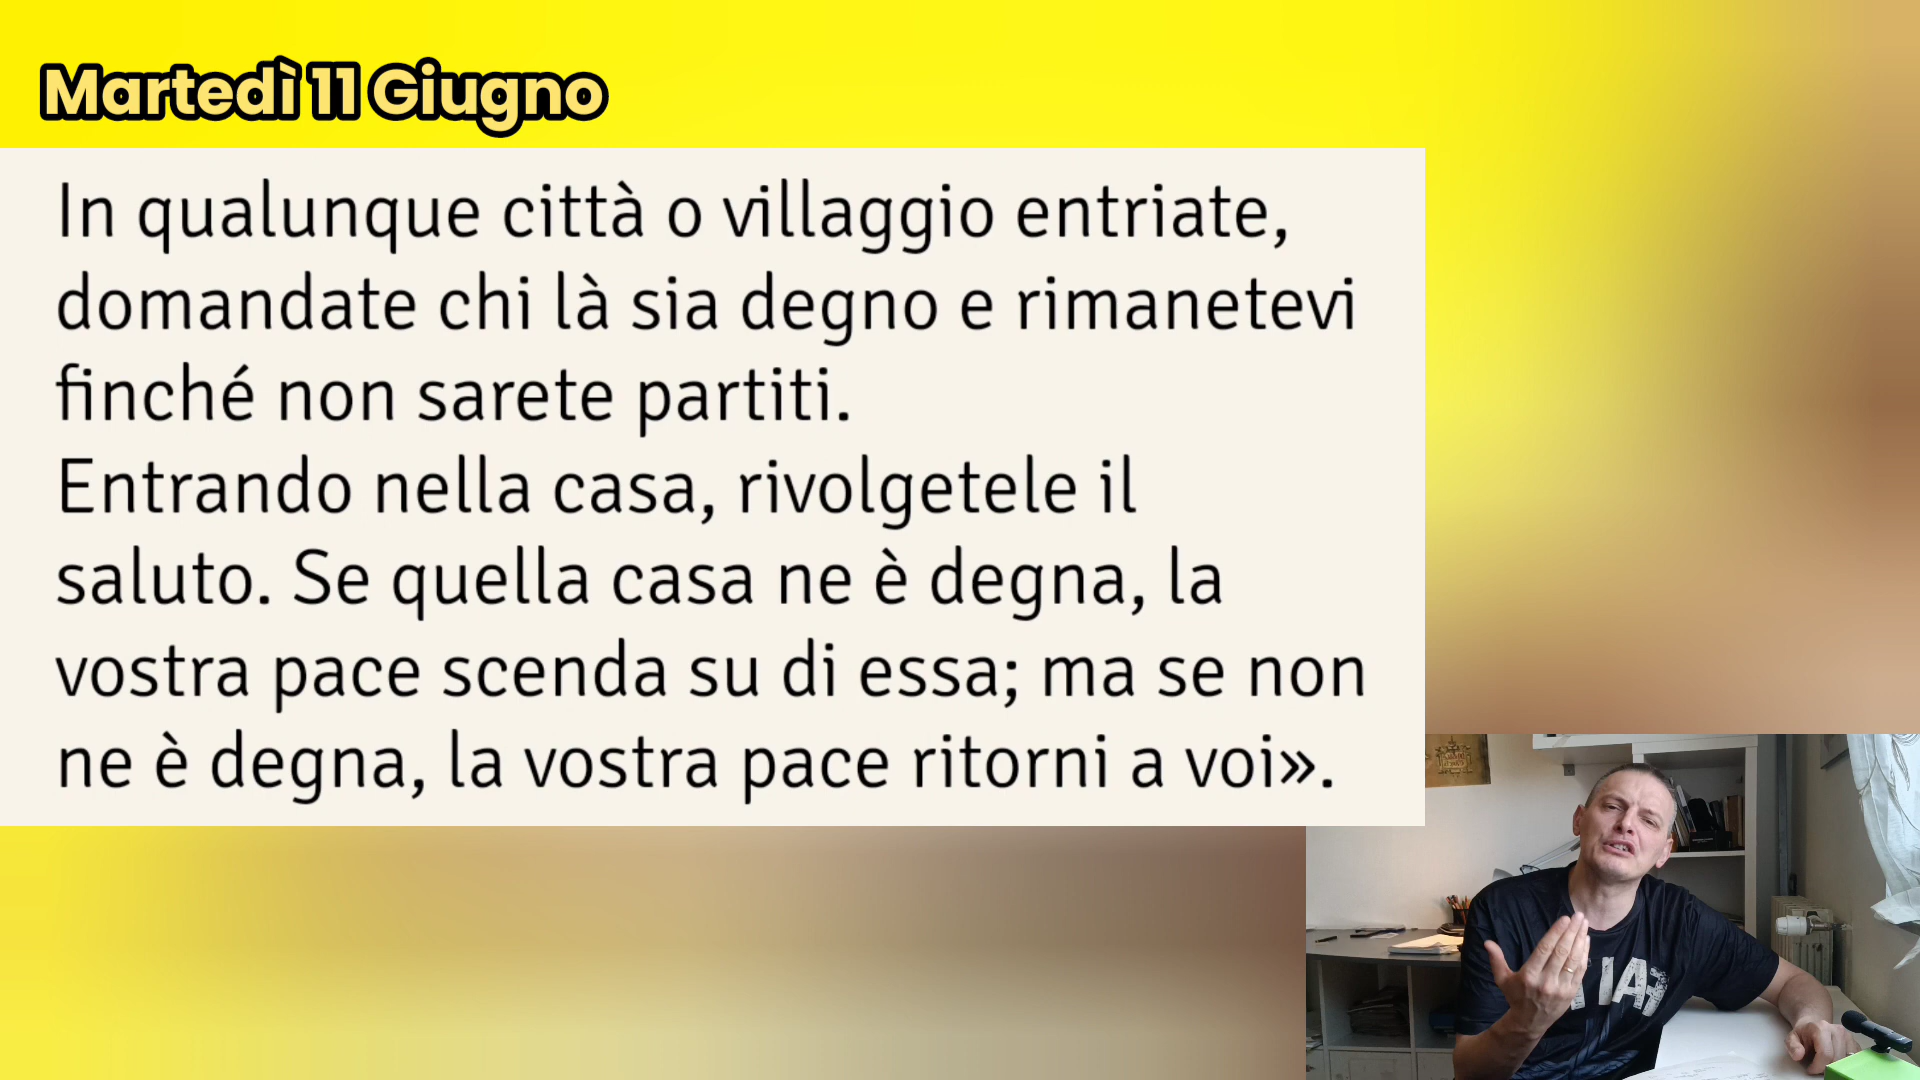 Martedì 11 Giugno
In qualunque città o villaggio entriate,
domandate chi là sia degno e rimanetevi
finché non sarete partiti.
Entrando nella casa, rivolgetele il
saluto. Se quella casa ne è degna, la
vostra pace scenda su di essa; ma se non
ne è degna, la vostra pace ritorni a voi».